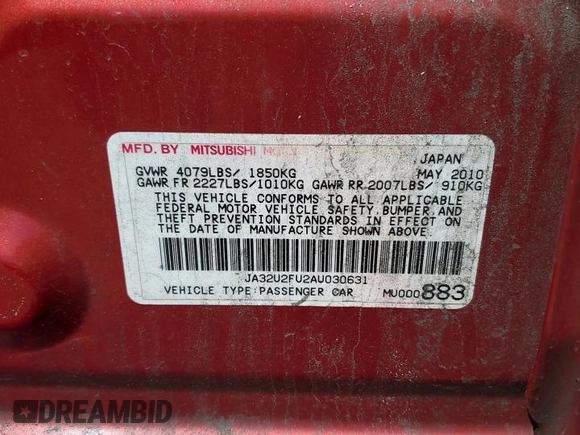 MFD. BY MITSUBISHI
JAPAN
GVWR 4079LBS/ 1850KG MAY 2010
GAWR FR 2227LBS/1010KG GAWR RR 2007LBS/ 910KG
THIS VEHICLE CONFORMS TO ALL APPLICABLE
FEDERAL MOTOR VEHICLE SAFETY, BUMPER, AND
THEFT PREVENTION STANDARDS IN EFFECT ON
THE DATE OF MANUFACTURE SHOWN ABOVE.
JA32U2FU2AU030631
VEHICLE TYPE:PASSENGER CAR MU000883
DREAMBID